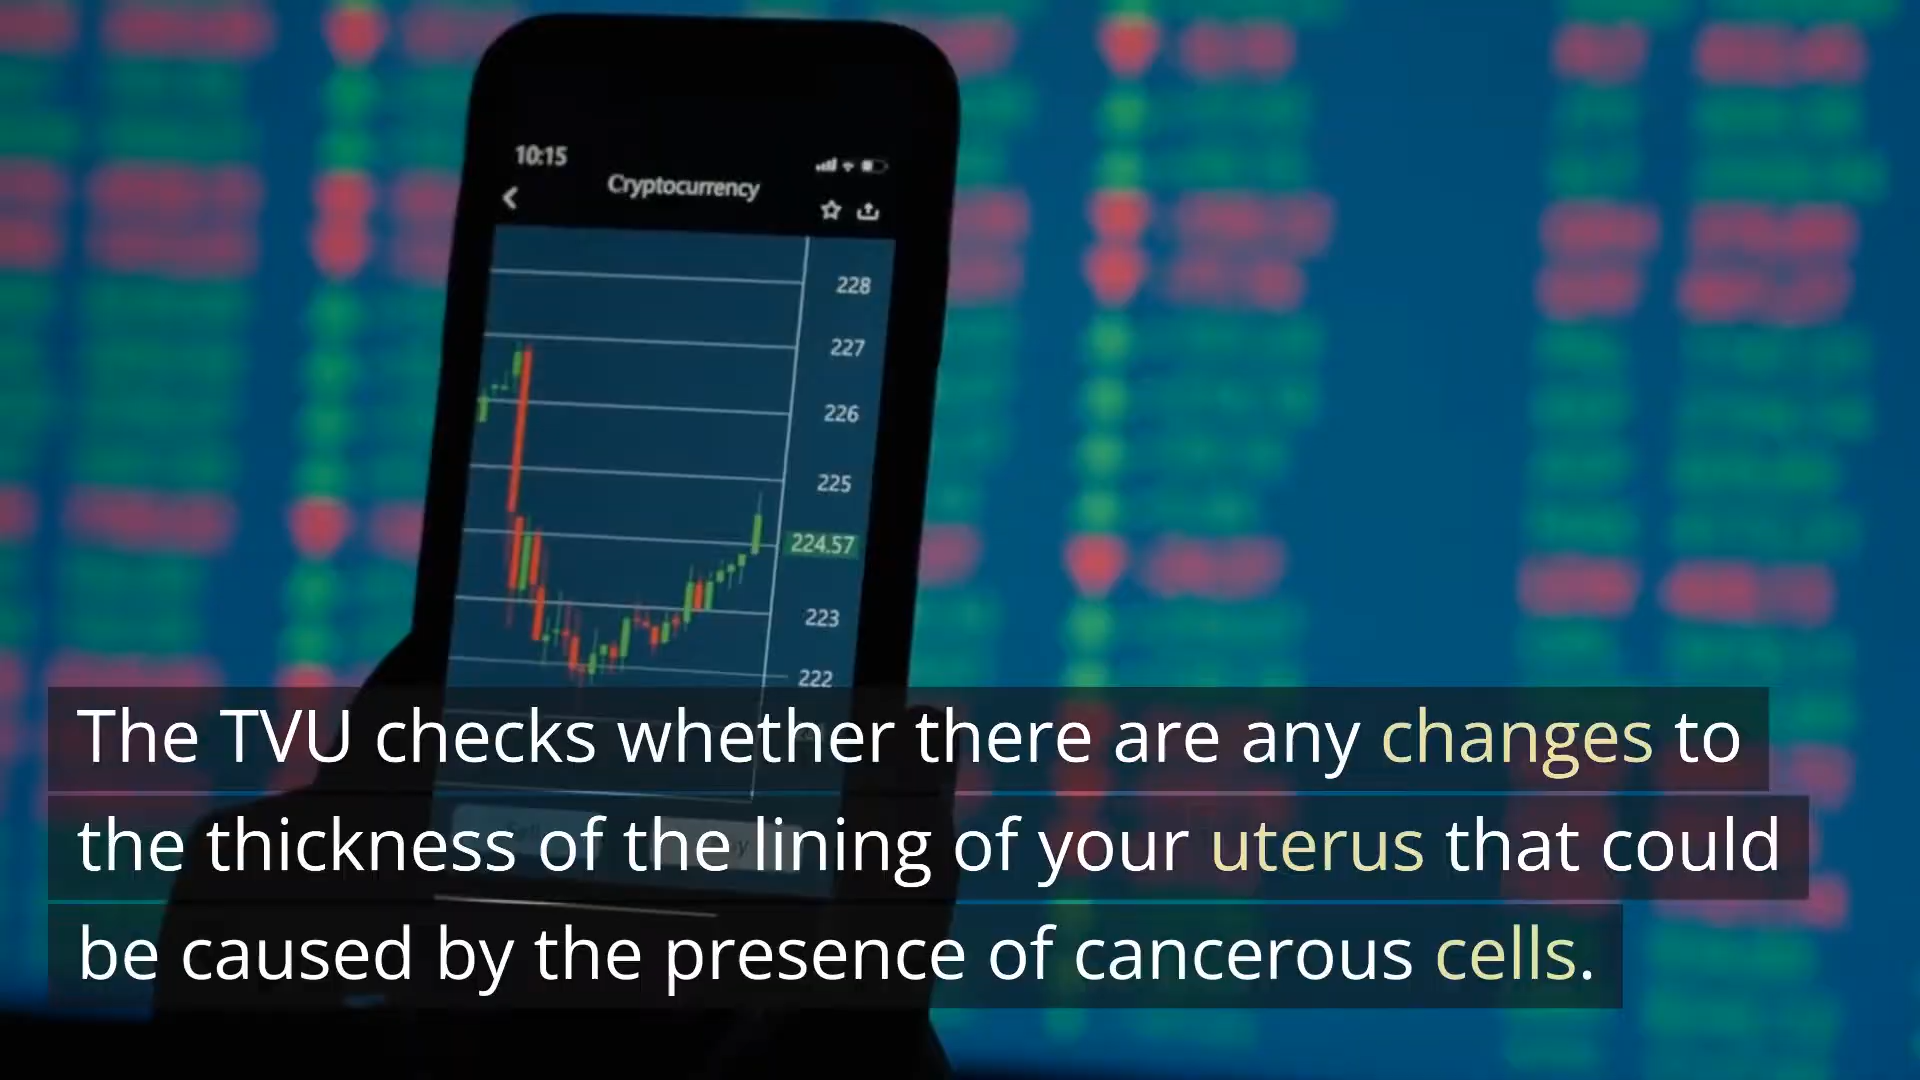 10:15
Cryptocurrency
228
227
226
225
224.57
223
222
The TVU checks whether there are any changes to
the thickness of the lining of your uterus that could
be caused by the presence of cancerous cells.